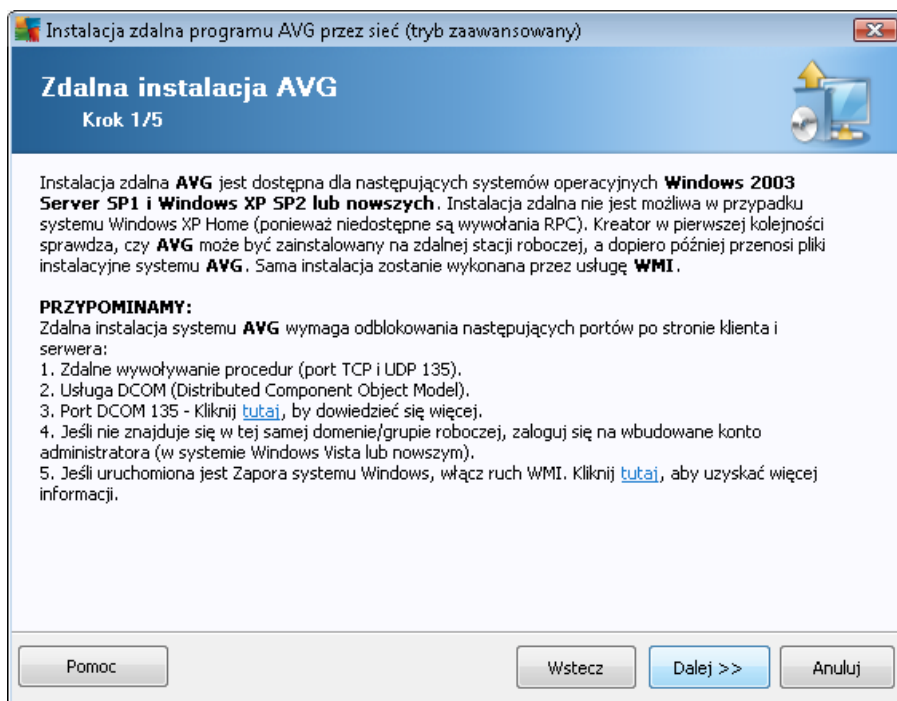 Instalacja zdalna programu AVG przez sieć (tryb zaawansowany)
Zdalna instalacja AVG
Krok 1/5
Instalacja zdalna AVG jest dostępna dla następujących systemów operacyjnych Windows 2003
Server SP1 i Windows XP SP2 lub nowszych. Instalacja zdalna nie jest możliwa w przypadku
systemu Windows XP Home (ponieważ niedostępne są wywołania RPC). Kreator w pierwszej kolejności
sprawdza, czy AVG może być zainstalowany na zdalnej stacji roboczej, a dopiero później przenosi pliki
instalacyjne systemu AVG. Sama instalacja zostanie wykonana przez usługę WMI.
PRZYPOMINAMY:
Zdalna instalacja systemu AVG wymaga odblokowania następujących portów po stronie klienta i
serwera:
1. Zdalne wywoływanie procedur (port TCP i UDP 135).
2. Usługa DCOM (Distributed Component Object Model).
3. Port DCOM 135 - Kliknij tutaj, by dowiedzieć się więcej.
4. Jeśli nie znajduje się w tej samej domenie/grupie roboczej, zaloguj się na wbudowane konto
administratora (w systemie Windows Vista lub nowszym).
5. Jeśli uruchomiona jest Zapora systemu Windows, włącz ruch WMI. Kliknij tutaj, aby uzyskać więcej
informacji.
Pomoc
Wstecz
Dalej >>
Anuluj